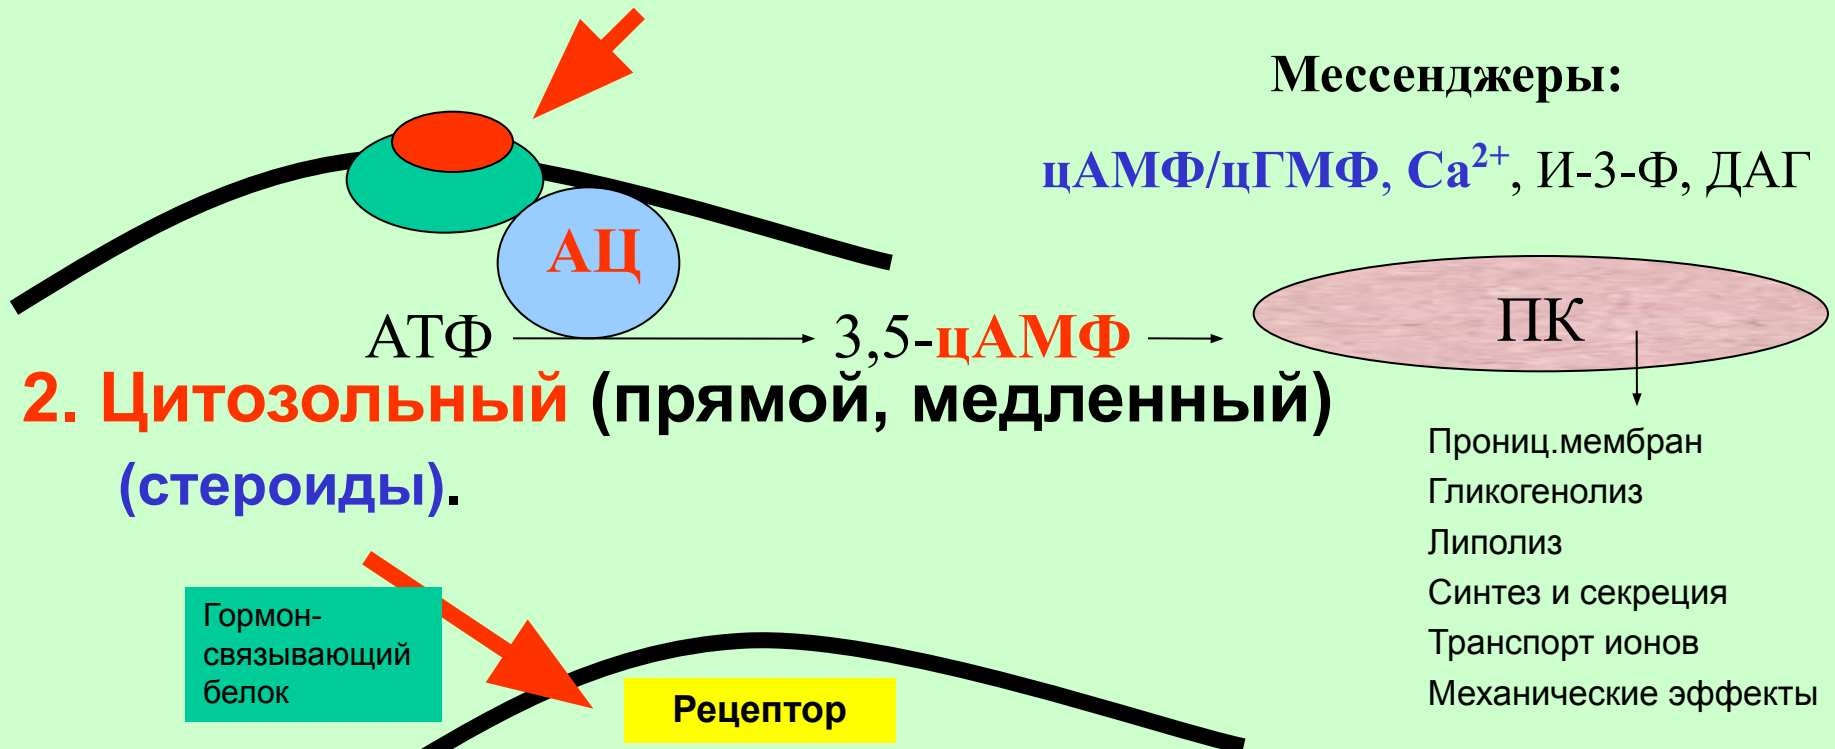 Мессенджеры:
цАМФ/цГМФ, Ca²⁺, И-3-Ф, ДАГ
АЦ
АТФ
3,5-цАМФ
ПК
2. Цитозольный (прямой, медленный)
(стероиды).
Прониц.мембран
Гликогенолиз
Липолиз
Синтез и секреция
Транспорт ионов
Механические эффекты
Гормон-
связывающий
белок
Рецептор